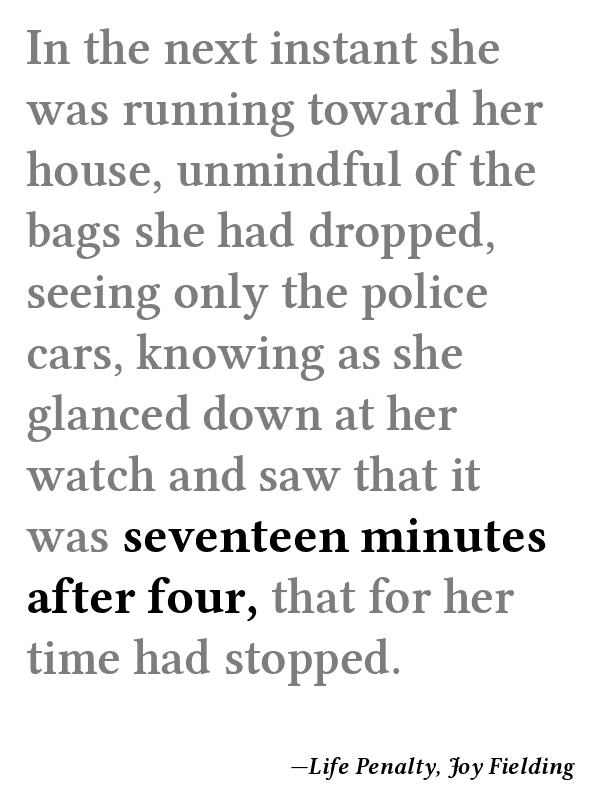 In the next instant she
was running toward her
house, unmindful of the
bags she had dropped,
seeing only the police
cars, knowing as she
glanced down at her
watch and saw that it
was seventeen minutes
after four, that for her
time had stopped.
—Life Penalty, Joy Fielding